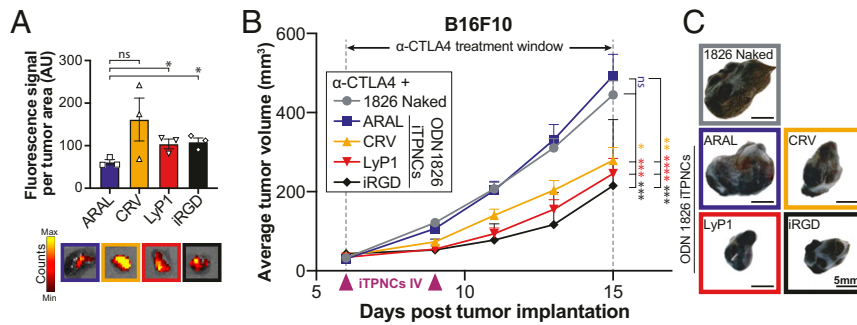 A
Fluorescence signal
per tumor area (AU)
300
200
100
0
ns
*
*
ARAL
CRV
LyP1
iRGD
Counts
Max
Min
B
B16F10
Average tumor volume (mm³)
600
400
200
0
α-CTLA4 treatment window
α-CTLA4 +
1826 Naked
ARAL
CRV
LyP1
iRGD
ODN 1826
iTPNCs
ns
*
***
***
**
****
***
iTPNCs IV
5
10
15
Days post tumor implantation
C
1826 Naked
ODN 1826 iTPNCs
ARAL
CRV
LyP1
iRGD
5mm